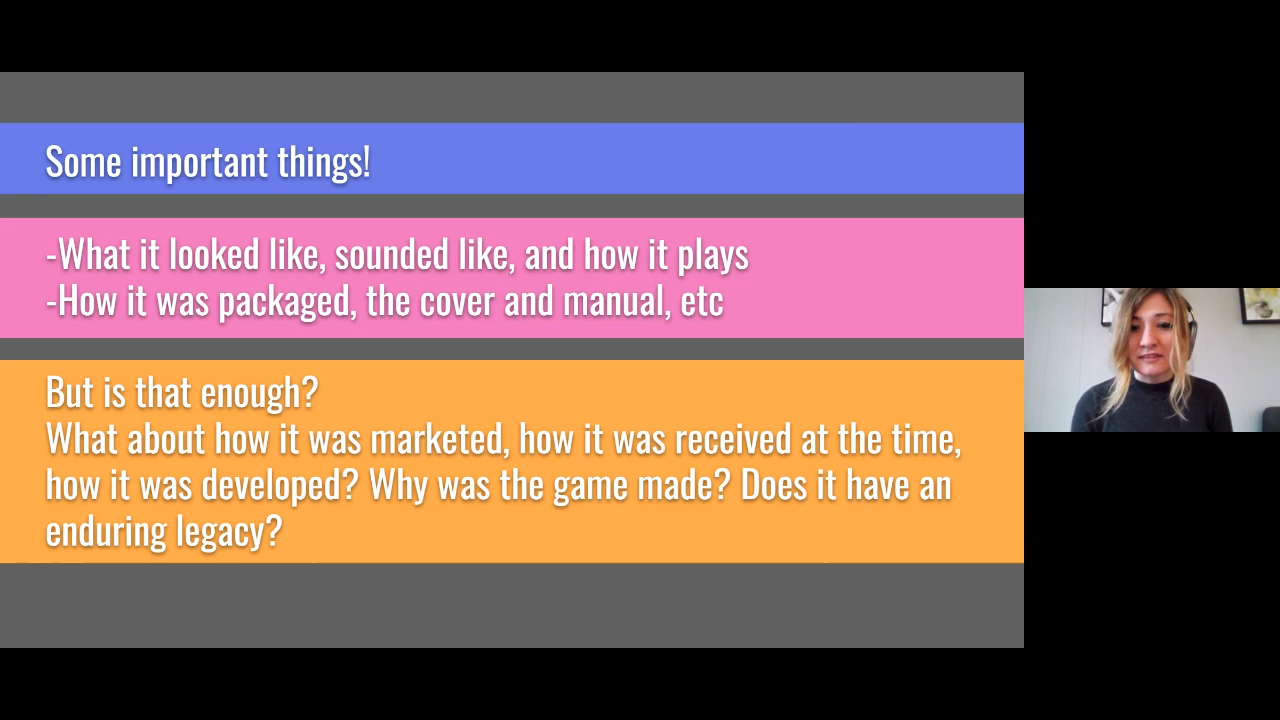 Some important things!
-What it looked like, sounded like, and how it plays
-How it was packaged, the cover and manual, etc
But is that enough?
What about how it was marketed, how it was received at the time,
how it was developed? Why was the game made? Does it have an
enduring legacy?